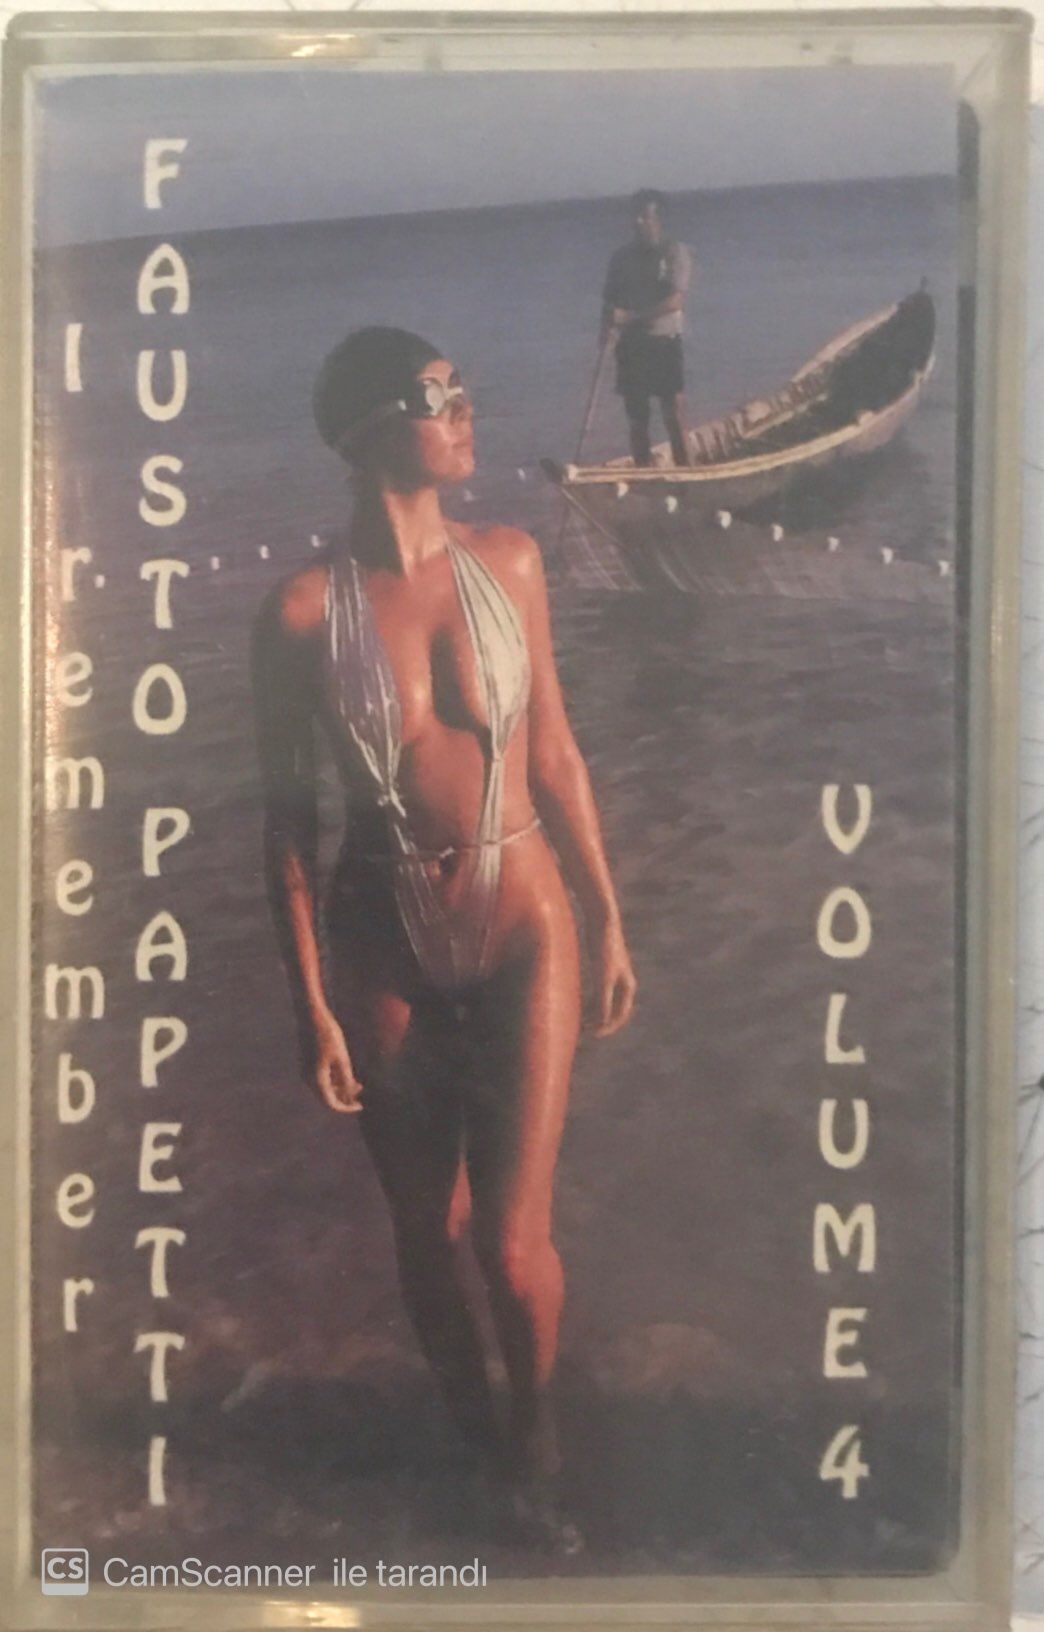 I remember
FAUSTO PAPETTI
VOLUME 4
CS CamScanner ile tarandı